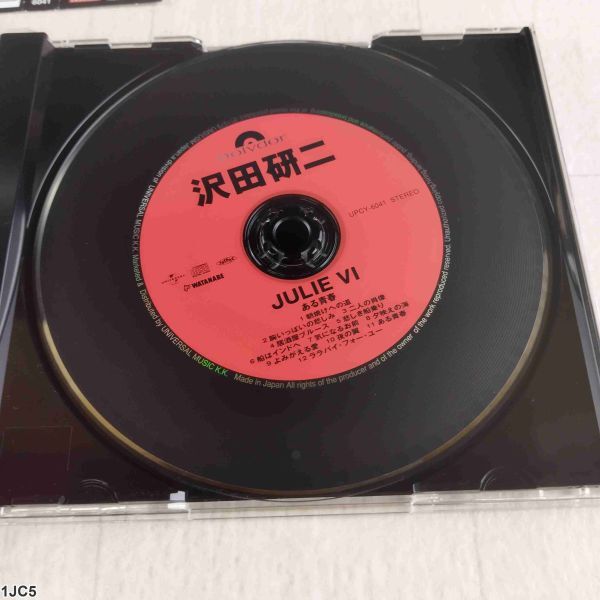 6041
polydor
沢田研二
UPCY-6041 STEREO
UNIVERSAL
WATANABE
JULIE VI
ある青春
1 朝焼けへの道
2 胸いっぱいの悲しみ 3 二人の肖像
4 居酒屋ブルース 5 悲しき船乗り
6 船はインドへ 7 気になるお前 8 夕映えの海
9 よみがえる愛 10 夜の翼 11 ある青春
12 ララバイ・フォー・ユー
Distributed by UNIVERSAL MUSIC K.K. Made in Japan All rights of the producer and of the owner of the work reproduced reserved.
1JC5